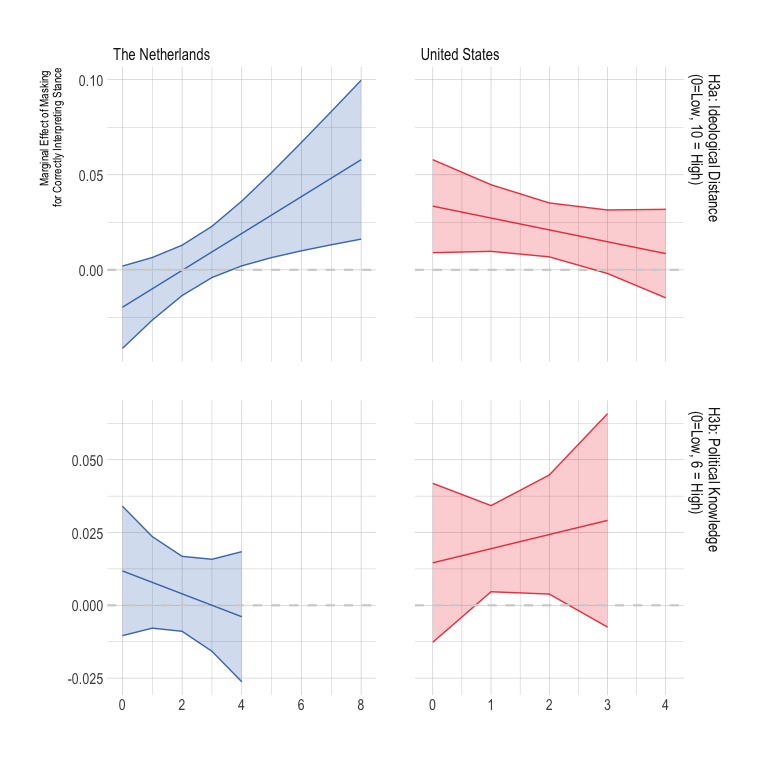 The Netherlands
United States
Marginal Effect of Masking
for Correctly Interpreting Stance
0.10
0.05
0.00
H3a: Ideological Distance
(0=Low, 10 = High)
0.050
0.025
0.000
-0.025
H3b: Political Knowledge
(0=Low, 6 = High)
0 2 4 6 8
0 1 2 3 4